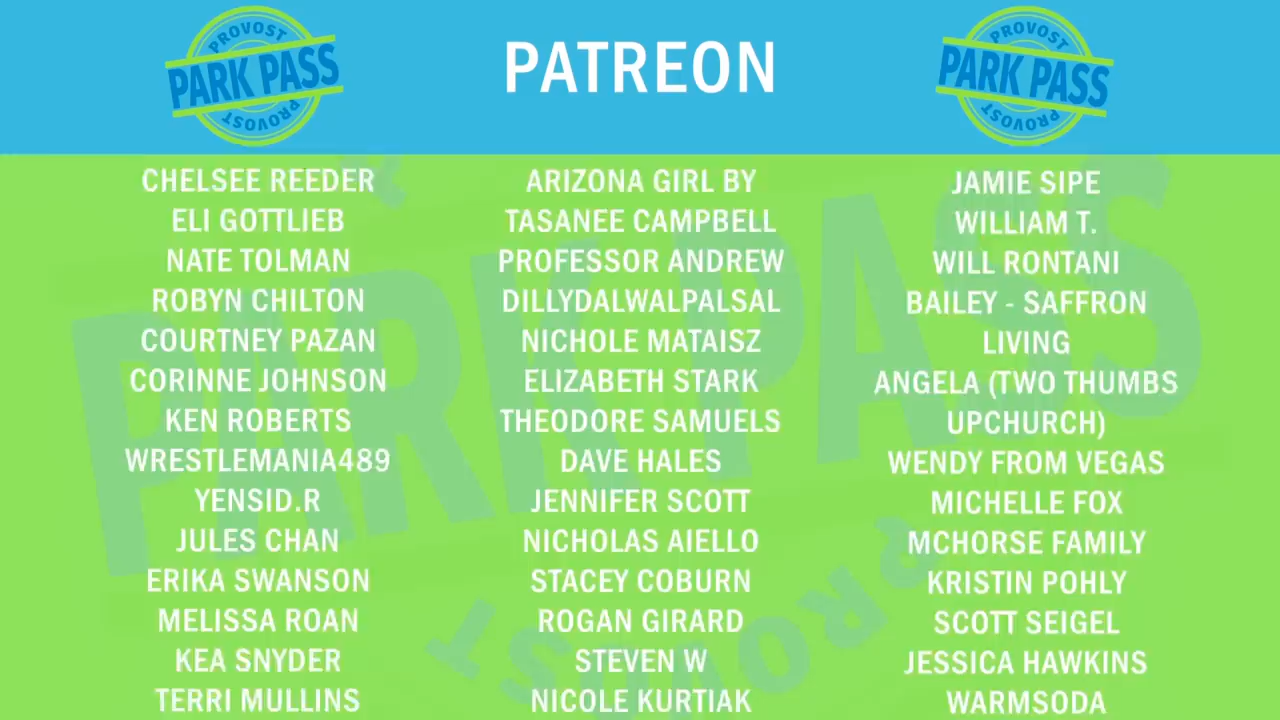 PROVOST
PARK PASS
PROVOST
PATREON
PROVOST
PARK PASS
PROVOST
CHELSEE REEDER
ELI GOTTLIEB
NATE TOLMAN
ROBYN CHILTON
COURTNEY PAZAN
CORINNE JOHNSON
KEN ROBERTS
WRESTLEMANIA489
YENSID.R
JULES CHAN
ERIKA SWANSON
MELISSA ROAN
KEA SNYDER
TERRI MULLINS
ARIZONA GIRL BY
TASANEE CAMPBELL
PROFESSOR ANDREW
DILLYDALWALPALSAL
NICHOLE MATAISZ
ELIZABETH STARK
THEODORE SAMUELS
DAVE HALES
JENNIFER SCOTT
NICHOLAS AIELLO
STACEY COBURN
ROGAN GIRARD
STEVEN W
NICOLE KURTIAK
JAMIE SIPE
WILLIAM T.
WILL RONTANI
BAILEY - SAFFRON
LIVING
ANGELA (TWO THUMBS
UPCHURCH)
WENDY FROM VEGAS
MICHELLE FOX
MCHORSE FAMILY
KRISTIN POHLY
SCOTT SEIGEL
JESSICA HAWKINS
WARMSODA
PARK PASS
PROVOST